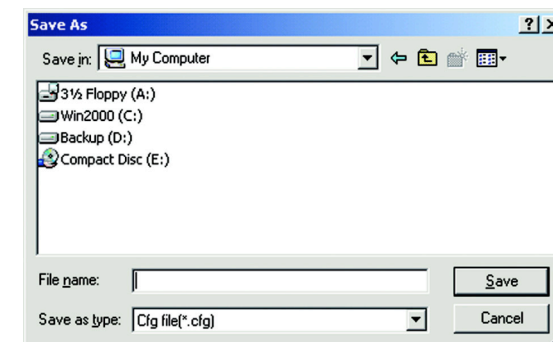 Save As
Save in: My Computer
3½ Floppy (A:)
Win2000 (C:)
Backup (D:)
Compact Disc (E:)
File name: Save
Save as type: Cfg file(*.cfg) Cancel